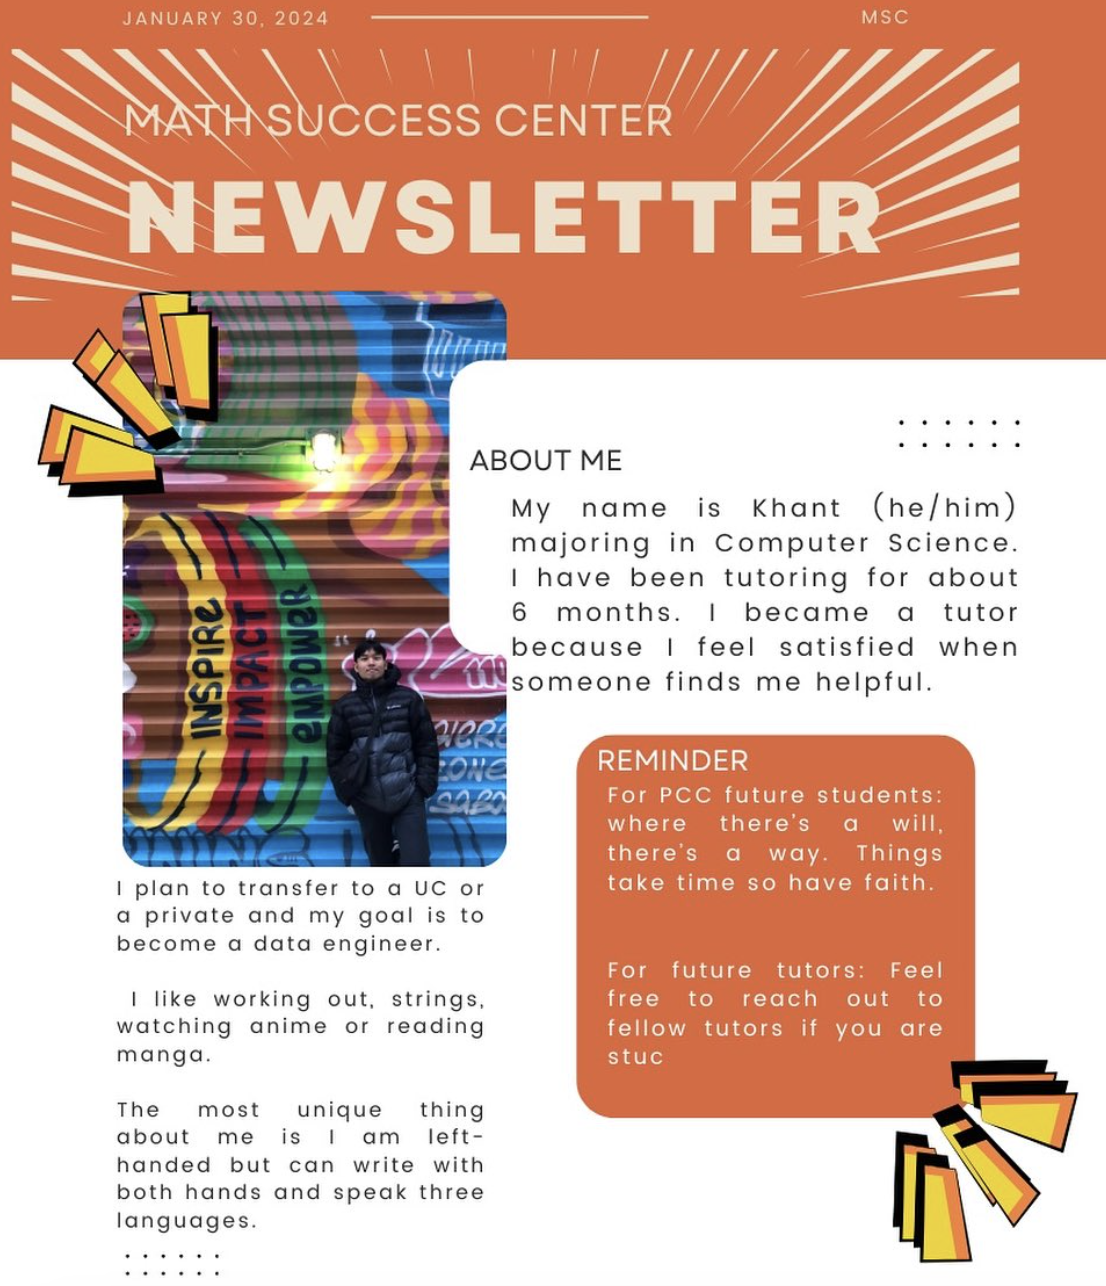 JANUARY 30, 2024
MSC
MATH SUCCESS CENTER
NEWSLETTER
ABOUT ME
My name is Khant (he/him)
majoring in Computer Science.
I have been tutoring for about
6 months. I became a tutor
because I feel satisfied when
someone finds me helpful.
INSPIRE
IMPACT
EMPOWER
REMINDER
For PCC future students:
where there's a will,
there's a way. Things
take time so have faith.
For future tutors: Feel
free to reach out to
fellow tutors if you are
stuc
I plan to transfer to a UC or
a private and my goal is to
become a data engineer.
I like working out, strings,
watching anime or reading
manga.
The most unique thing
about me is I am left-
handed but can write with
both hands and speak three
languages.